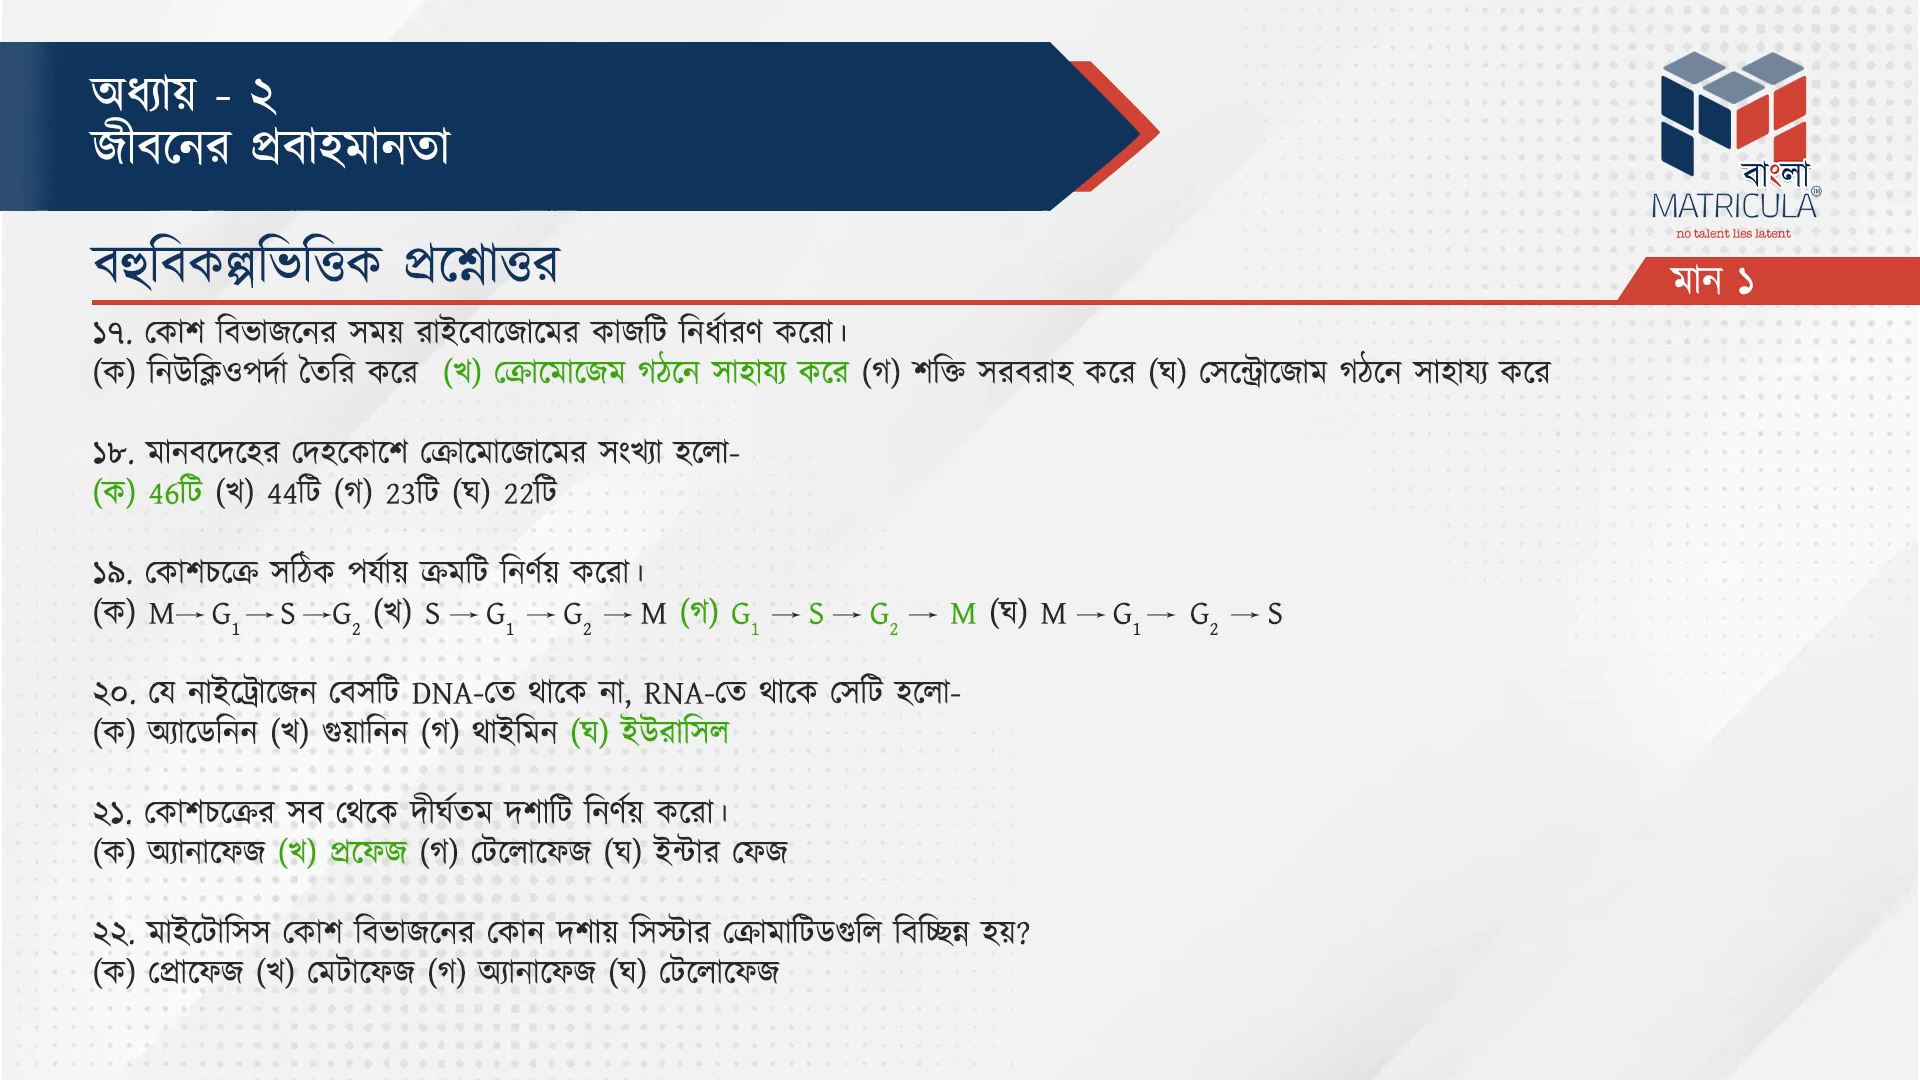 অধ্যায় - ২
জীবনের প্রবাহমানতা
বাংলা
MATRICULA
TM
no talent lies latent
বহুবিকল্পভিত্তিক প্রশ্নোত্তর
মান ১
১৭. কোশ বিভাজনের সময় রাইবোজোমের কাজটি নির্ধারণ করো।
(ক) নিউক্লিওপর্দা তৈরি করে (খ) ক্রোমোজেম গঠনে সাহায্য করে (গ) শক্তি সরবরাহ করে (ঘ) সেন্ট্রোজোম গঠনে সাহায্য করে
১৮. মানবদেহের দেহকোশে ক্রোমোজোমের সংখ্যা হলো-
(ক) 46টি (খ) 44টি (গ) 23টি (ঘ) 22টি
১৯. কোশচক্রে সঠিক পর্যায় ক্রমটি নির্ণয় করো।
(ক) M→ G₁→S →G₂ (খ) S →G₁ →G₂ →M (গ) G₁ →S →G₂ → M (ঘ) M →G₁→ G₂ →S
২০. যে নাইট্রোজেন বেসটি DNA-তে থাকে না, RNA-তে থাকে সেটি হলো-
(ক) অ্যাডেনিন (খ) গুয়ানিন (গ) থাইমিন (ঘ) ইউরাসিল
২১. কোশচক্রের সব থেকে দীর্ঘতম দশাটি নির্ণয় করো।
(ক) অ্যানাফেজ (খ) প্রফেজ (গ) টেলোফেজ (ঘ) ইন্টার ফেজ
২২. মাইটোসিস কোশ বিভাজনের কোন দশায় সিস্টার ক্রোমাটিডগুলি বিচ্ছিন্ন হয়?
(ক) প্রোফেজ (খ) মেটাফেজ (গ) অ্যানাফেজ (ঘ) টেলোফেজ